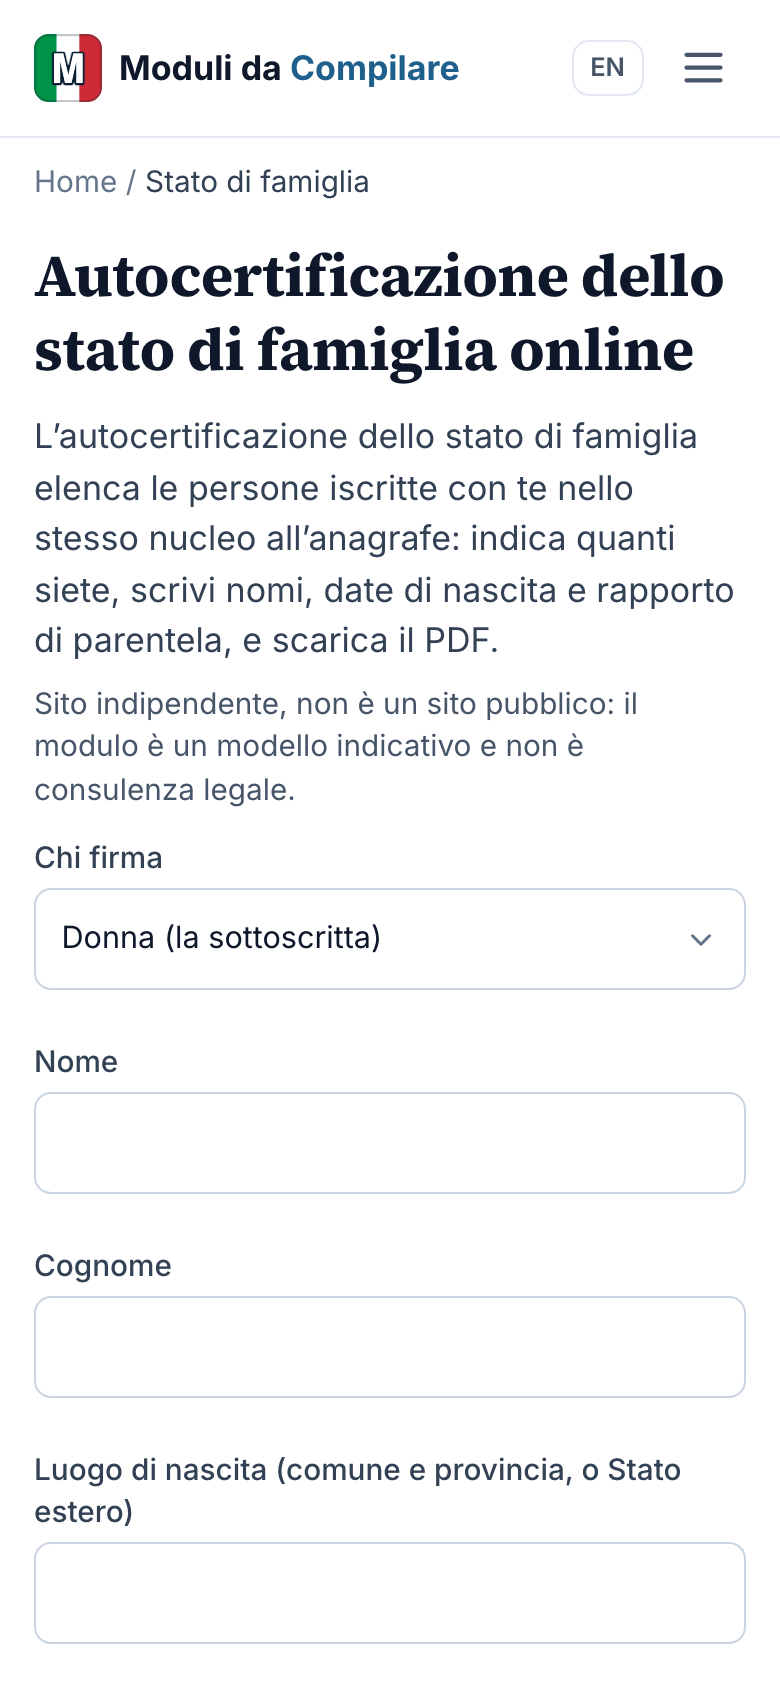 M
Moduli da Compilare
EN
Home / Stato di famiglia
Autocertificazione dello
stato di famiglia online
L’autocertificazione dello stato di famiglia
elenca le persone iscritte con te nello
stesso nucleo all’anagrafe: indica quanti
siete, scrivi nomi, date di nascita e rapporto
di parentela, e scarica il PDF.
Sito indipendente, non è un sito pubblico: il
modulo è un modello indicativo e non è
consulenza legale.
Chi firma
Donna (la sottoscritta)
Nome
Cognome
Luogo di nascita (comune e provincia, o Stato
estero)